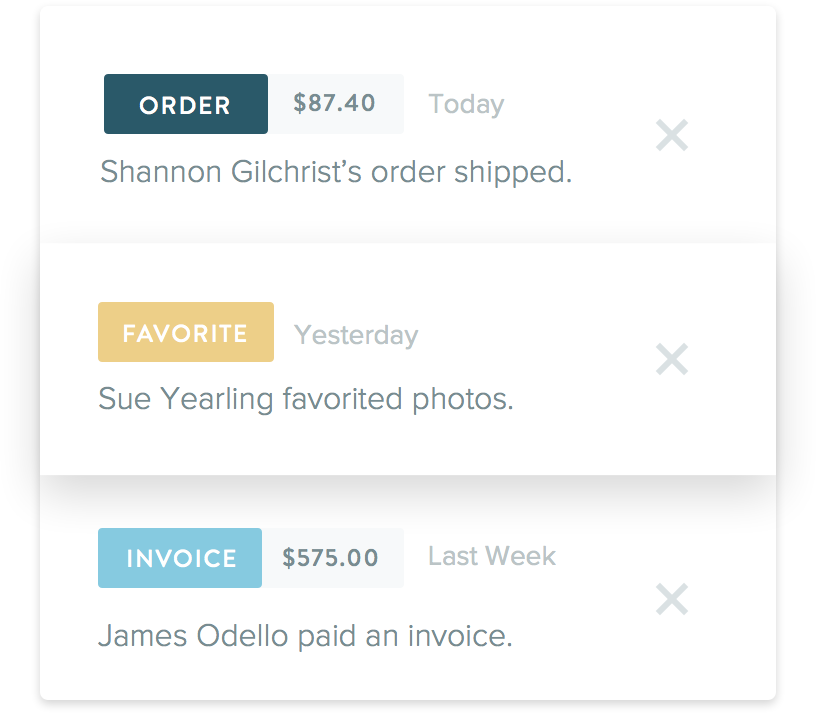 ORDER $87.40 Today
Shannon Gilchrist’s order shipped.
FAVORITE Yesterday
Sue Yearling favorited photos.
INVOICE $575.00 Last Week
James Odello paid an invoice.